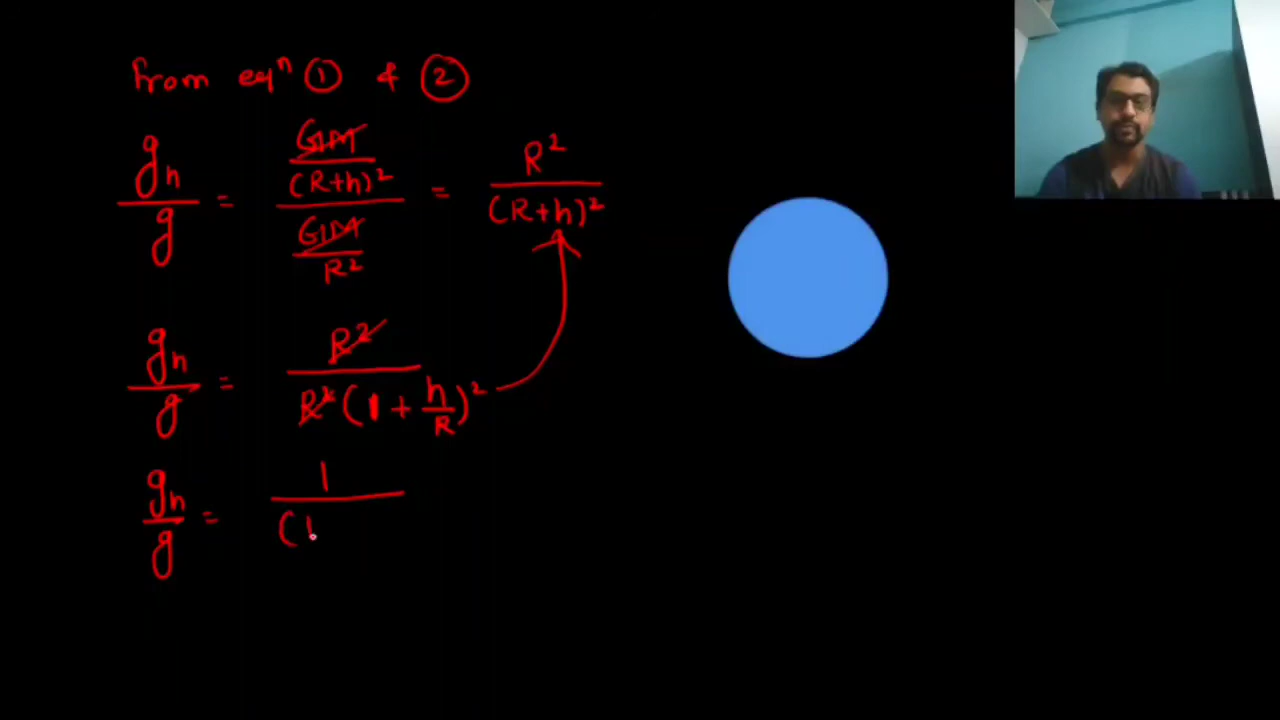 From eqⁿ ① & ②
gₕ/g = (GM/(R+h)²)/(GM/R²) = R²/(R+h)²
gₕ/g = R²/(R²(1 + h/R)²)
gₕ/g = 1/(1